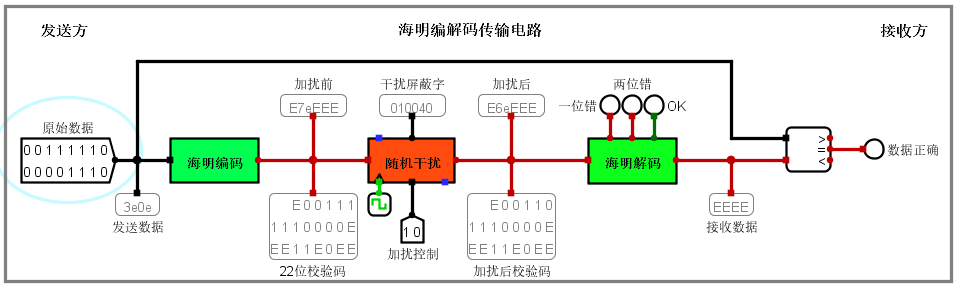 发送方
海明编解码传输电路
接收方
加扰前
干扰屏蔽字
加扰后
两位错
E7eEEE
010040
E6eEEE
一位错
OK
原始数据
00111110
00001110
海明编码
随机干扰
海明解码
>
=
<
数据正确
3e0e
发送数据
E00111
1110000E
EE11E0EE
22位校验码
10
加扰控制
E00110
1110000E
EE11E0EE
加扰后校验码
EEEE
接收数据